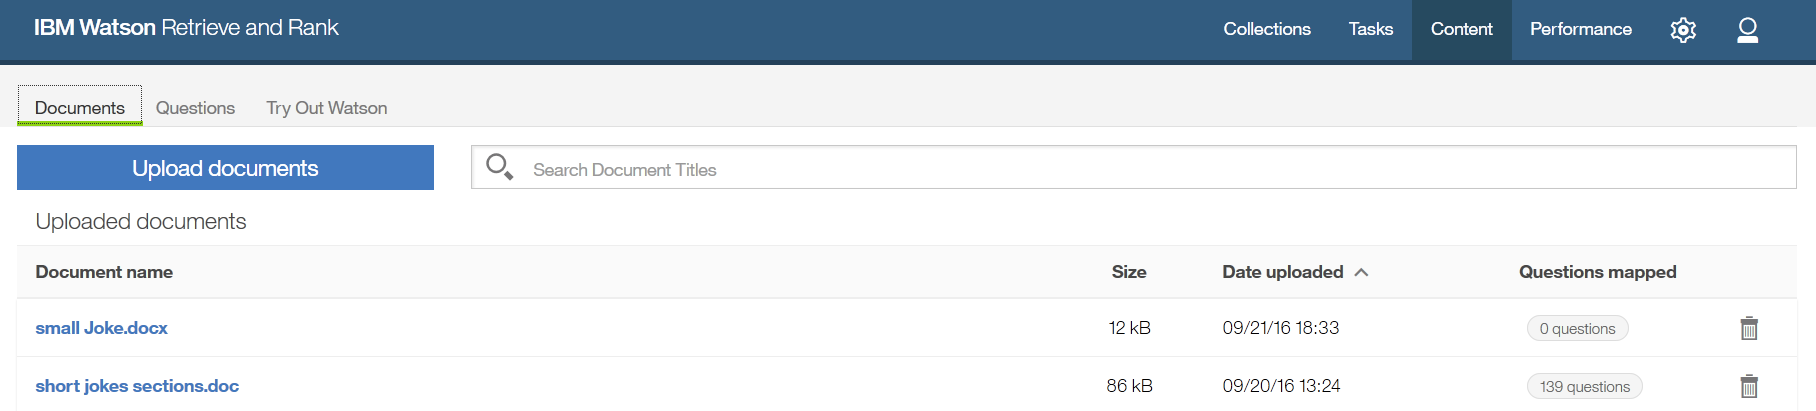 IBM Watson Retrieve and Rank Collections Tasks Content Performance
Documents Questions Try Out Watson
Upload documents Search Document Titles
Uploaded documents
Document name Size Date uploaded Questions mapped
small Joke.docx 12 kB 09/21/16 18:33 0 questions
short jokes sections.doc 86 kB 09/20/16 13:24 139 questions